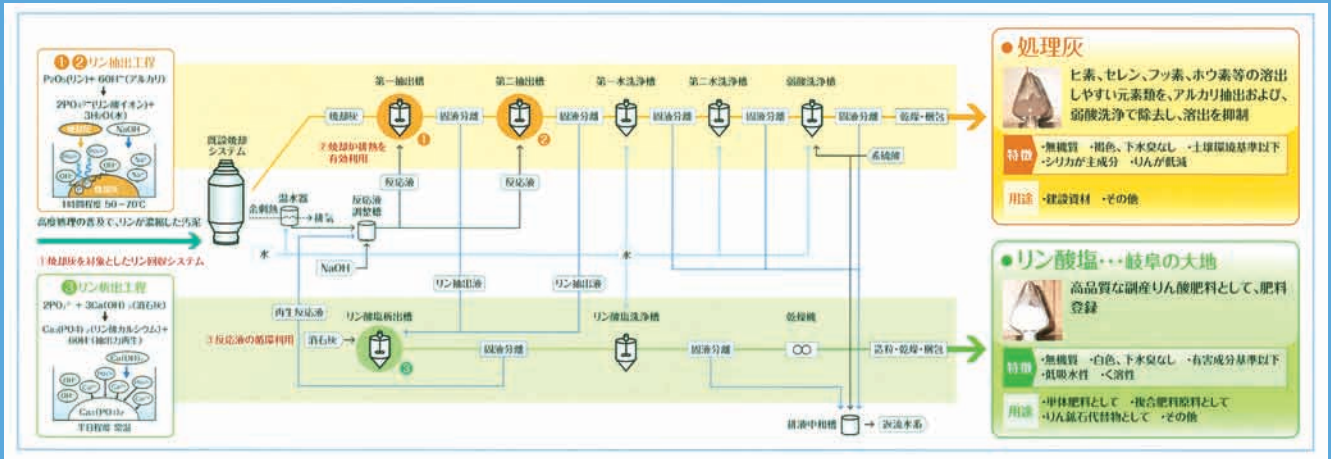 ①②リン抽出工程
P₂O₅(リン)+ 6OH⁻(アルカリ)
2PO₄³⁻(リン酸イオン)+
3H₂O(水)
焼却灰
NaOH
焼却灰
1時間程度 50~70℃
高度処理の普及で、リンが濃縮した汚泥
①焼却灰を対象としたリン回収システム
③リン析出工程
2PO₄³⁻ + 3Ca(OH)₂(消石灰)
Ca₃(PO4)₂(リン酸カルシウム)+
6OH⁻(抽出力再生)
Ca(OH)₂
Ca₃(PO4)₂
半日程度 常温
既設焼却
システム
余剰熱
温水器
排気
反応液
調整槽
水
NaOH
②焼却炉排熱を
有効利用
焼却灰
第一抽出槽
①
固液分離
第二抽出槽
②
固液分離
第一水洗浄槽
固液分離
第二水洗浄槽
固液分離
弱酸洗浄槽
固液分離
乾燥・梱包
反応液
反応液
水
リン抽出液
リン抽出液
再生反応液
③反応液の循環利用
消石灰
リン酸塩析出槽
③
固液分離
リン酸塩洗浄槽
固液分離
乾燥機
造粒・乾燥・梱包
排液中和槽
返流水系
●処理灰
ヒ素、セレン、フッ素、ホウ素等の溶出
しやすい元素類を、アルカリ抽出および、
弱酸洗浄で除去し、溶出を抑制
特徴
・無機質 ・褐色、下水臭なし ・土壌環境基準以下
・シリカが主成分 ・りんが低減
用途
・建設資材 ・その他
●リン酸塩・・・岐阜の大地
高品質な副産りん酸肥料として、肥料
登録
特徴
・無機質 ・白色、下水臭なし ・有害成分基準以下
・低吸水性 ・く溶性
用途
・単体肥料として ・複合肥料原料として
・りん鉱石代替物として ・その他